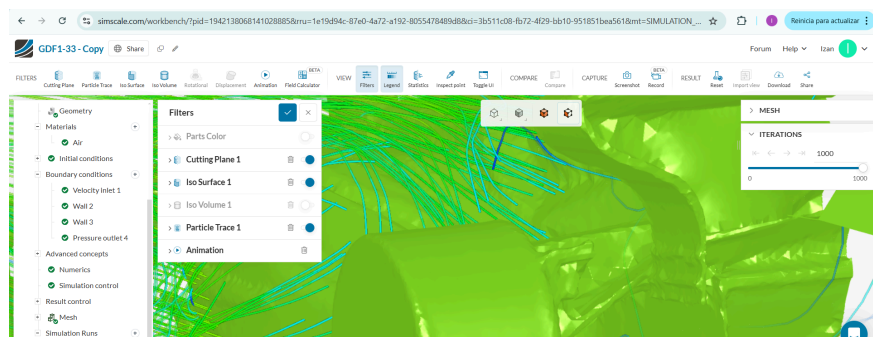 simscale.com/workbench/?pid=1942138068141028885&rru=1e19d94c-87e0-4a72-a192-8055478489d8&ci=3b511c08-fb72-4f29-bb10-951851bea561&mt=SIMULATION_...
Reinicia para actualizar
GDF1-33 - Copy Share
Forum Help Izan
FILTERS Cutting Plane Particle Trace Iso Surface Iso Volume Rotational Displacement Animation Field Calculator BETA VIEW Filters Legend Statistics Inspect point Toggle UI COMPARE Compare CAPTURE Screenshot Record BETA RESULT Reset Import view Download Share
Geometry
Materials
Air
Initial conditions
Boundary conditions
Velocity inlet 1
Wall 2
Wall 3
Pressure outlet 4
Advanced concepts
Numerics
Simulation control
Result control
Mesh
Simulation Runs
Filters
Parts Color
Cutting Plane 1
Iso Surface 1
Iso Volume 1
Particle Trace 1
Animation
MESH
ITERATIONS
1000
0 1000